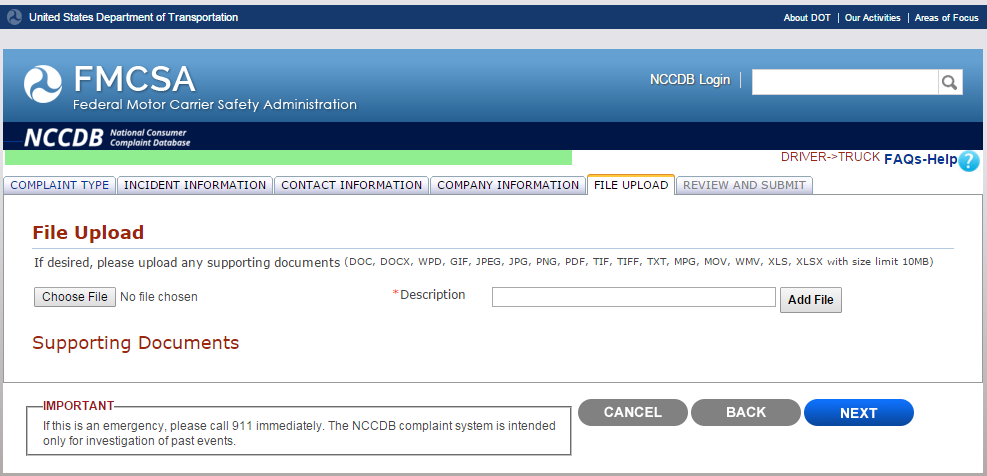 United States Department of Transportation
About DOT | Our Activities | Areas of Focus
FMCSA
Federal Motor Carrier Safety Administration
NCCDB Login |
NCCDB National Consumer
Complaint Database
DRIVER->TRUCK FAQs-Help ?
COMPLAINT TYPE INCIDENT INFORMATION CONTACT INFORMATION COMPANY INFORMATION FILE UPLOAD REVIEW AND SUBMIT
File Upload
If desired, please upload any supporting documents (DOC, DOCX, WPD, GIF, JPEG, JPG, PNG, PDF, TIF, TIFF, TXT, MPG, MOV, WMV, XLS, XLSX with size limit 10MB)
Choose File No file chosen *Description Add File
Supporting Documents
IMPORTANT
If this is an emergency, please call 911 immediately. The NCCDB complaint system is intended
only for investigation of past events.
CANCEL BACK NEXT